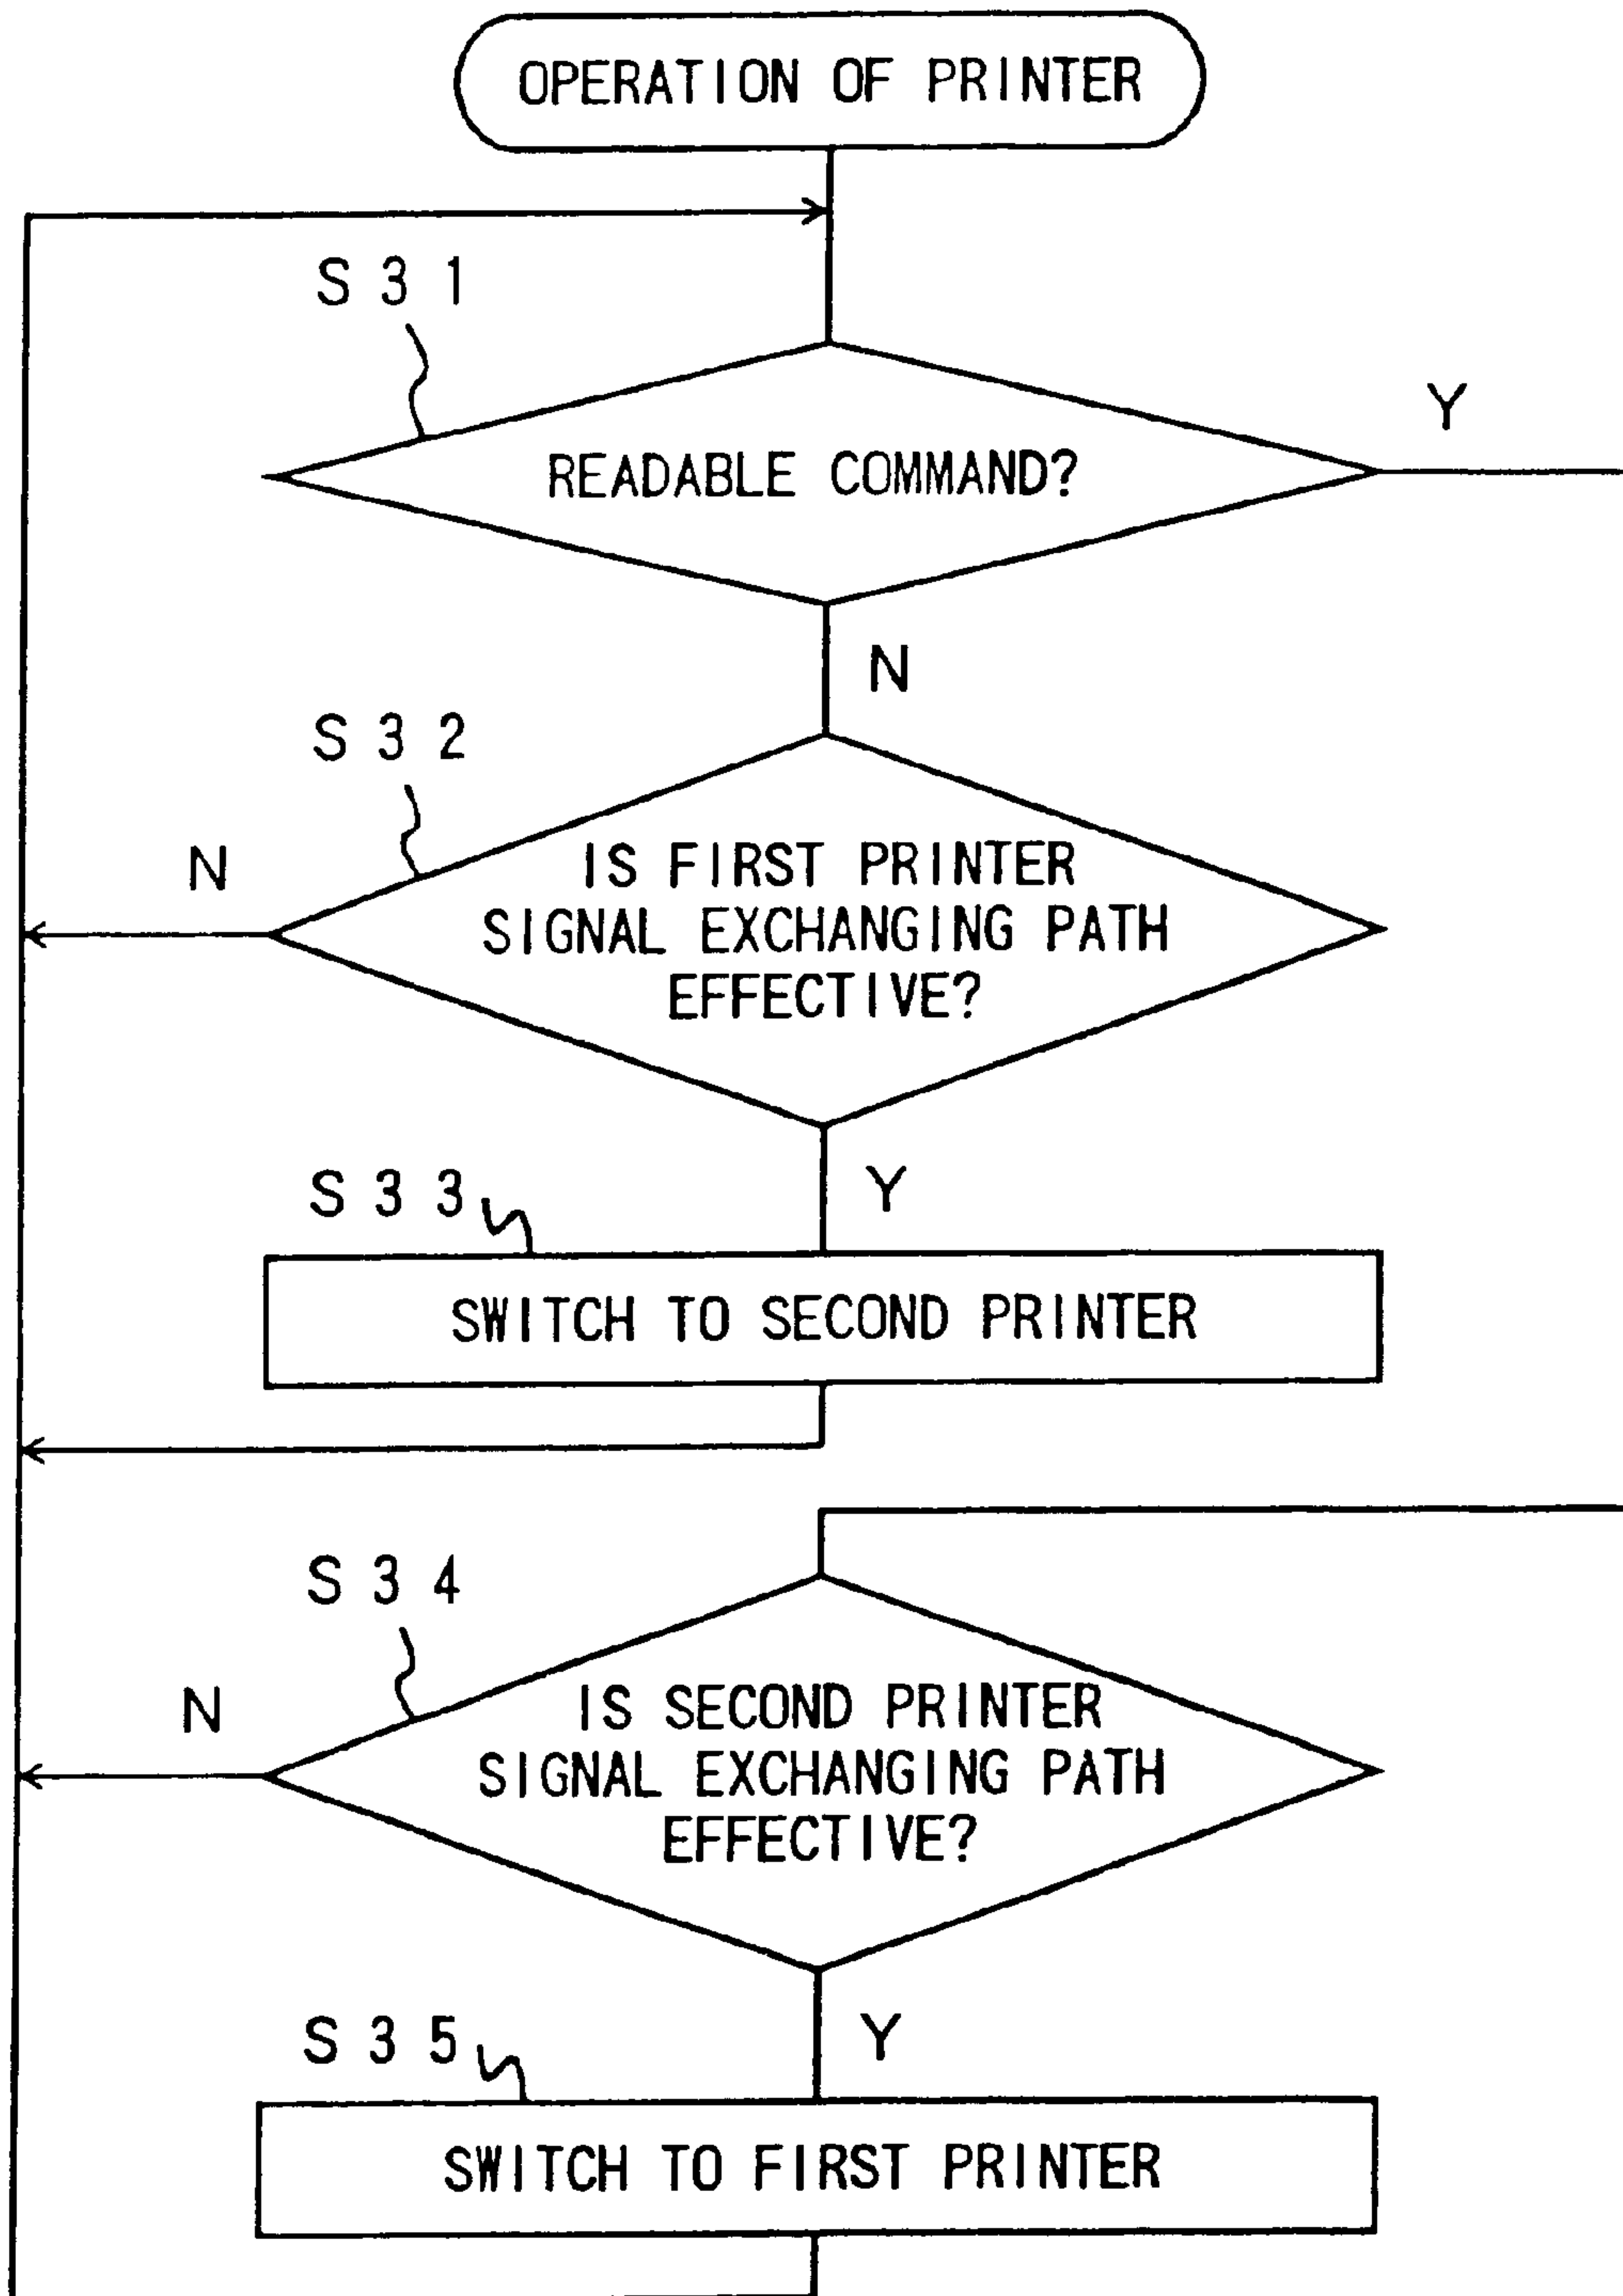 OPERATION OF PRINTER
S31
Y
READABLE COMMAND?
N
S32
N
IS FIRST PRINTER
SIGNAL EXCHANGING PATH
EFFECTIVE?
S33
Y
SWITCH TO SECOND PRINTER
S34
N
IS SECOND PRINTER
SIGNAL EXCHANGING PATH
EFFECTIVE?
S35
Y
SWITCH TO FIRST PRINTER